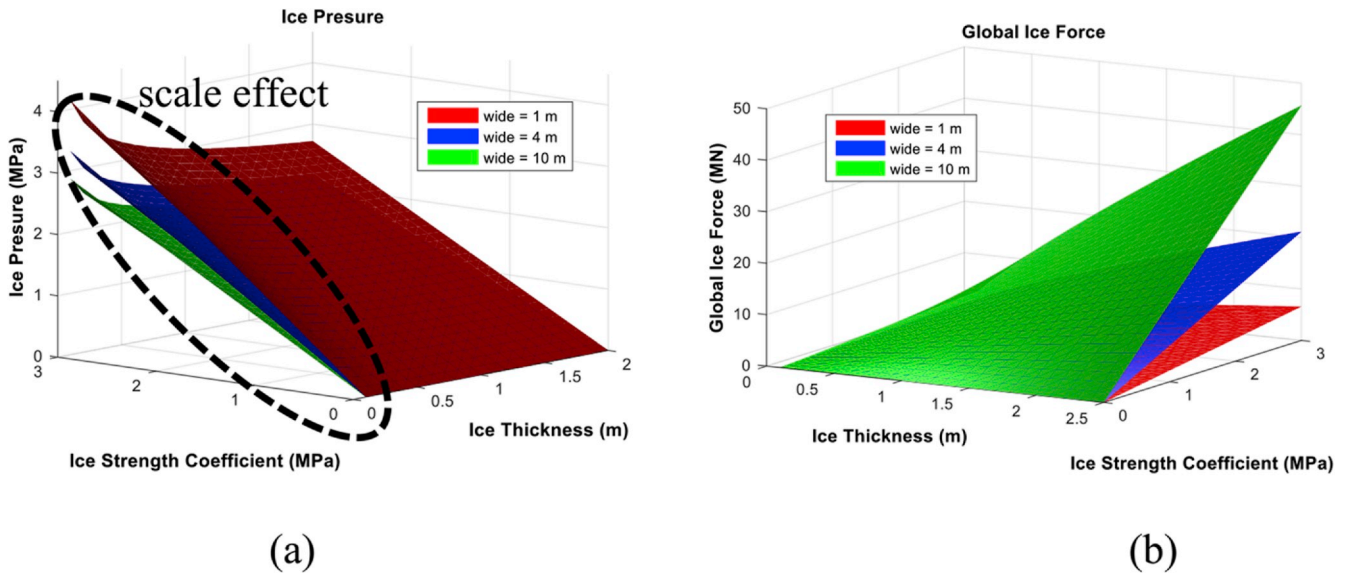 Ice Presure
scale effect
wide = 1 m
wide = 4 m
wide = 10 m
Ice Presure (MPa)
4
3
2
1
0
3
2
1
0
0
0.5
1
1.5
2
Ice Strength Coefficient (MPa)
Ice Thickness (m)
(a)
Global Ice Force
wide = 1 m
wide = 4 m
wide = 10 m
Global Ice Force (MN)
50
40
30
20
10
0
0
0.5
1
1.5
2
2.5
0
1
2
3
Ice Thickness (m)
Ice Strength Coefficient (MPa)
(b)